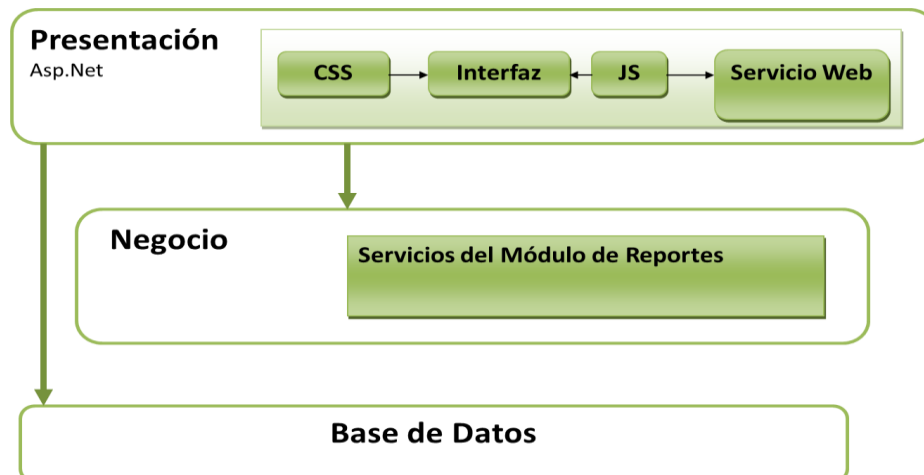 Presentación
Asp.Net
CSS
Interfaz
JS
Servicio Web
Negocio
Servicios del Módulo de Reportes
Base de Datos